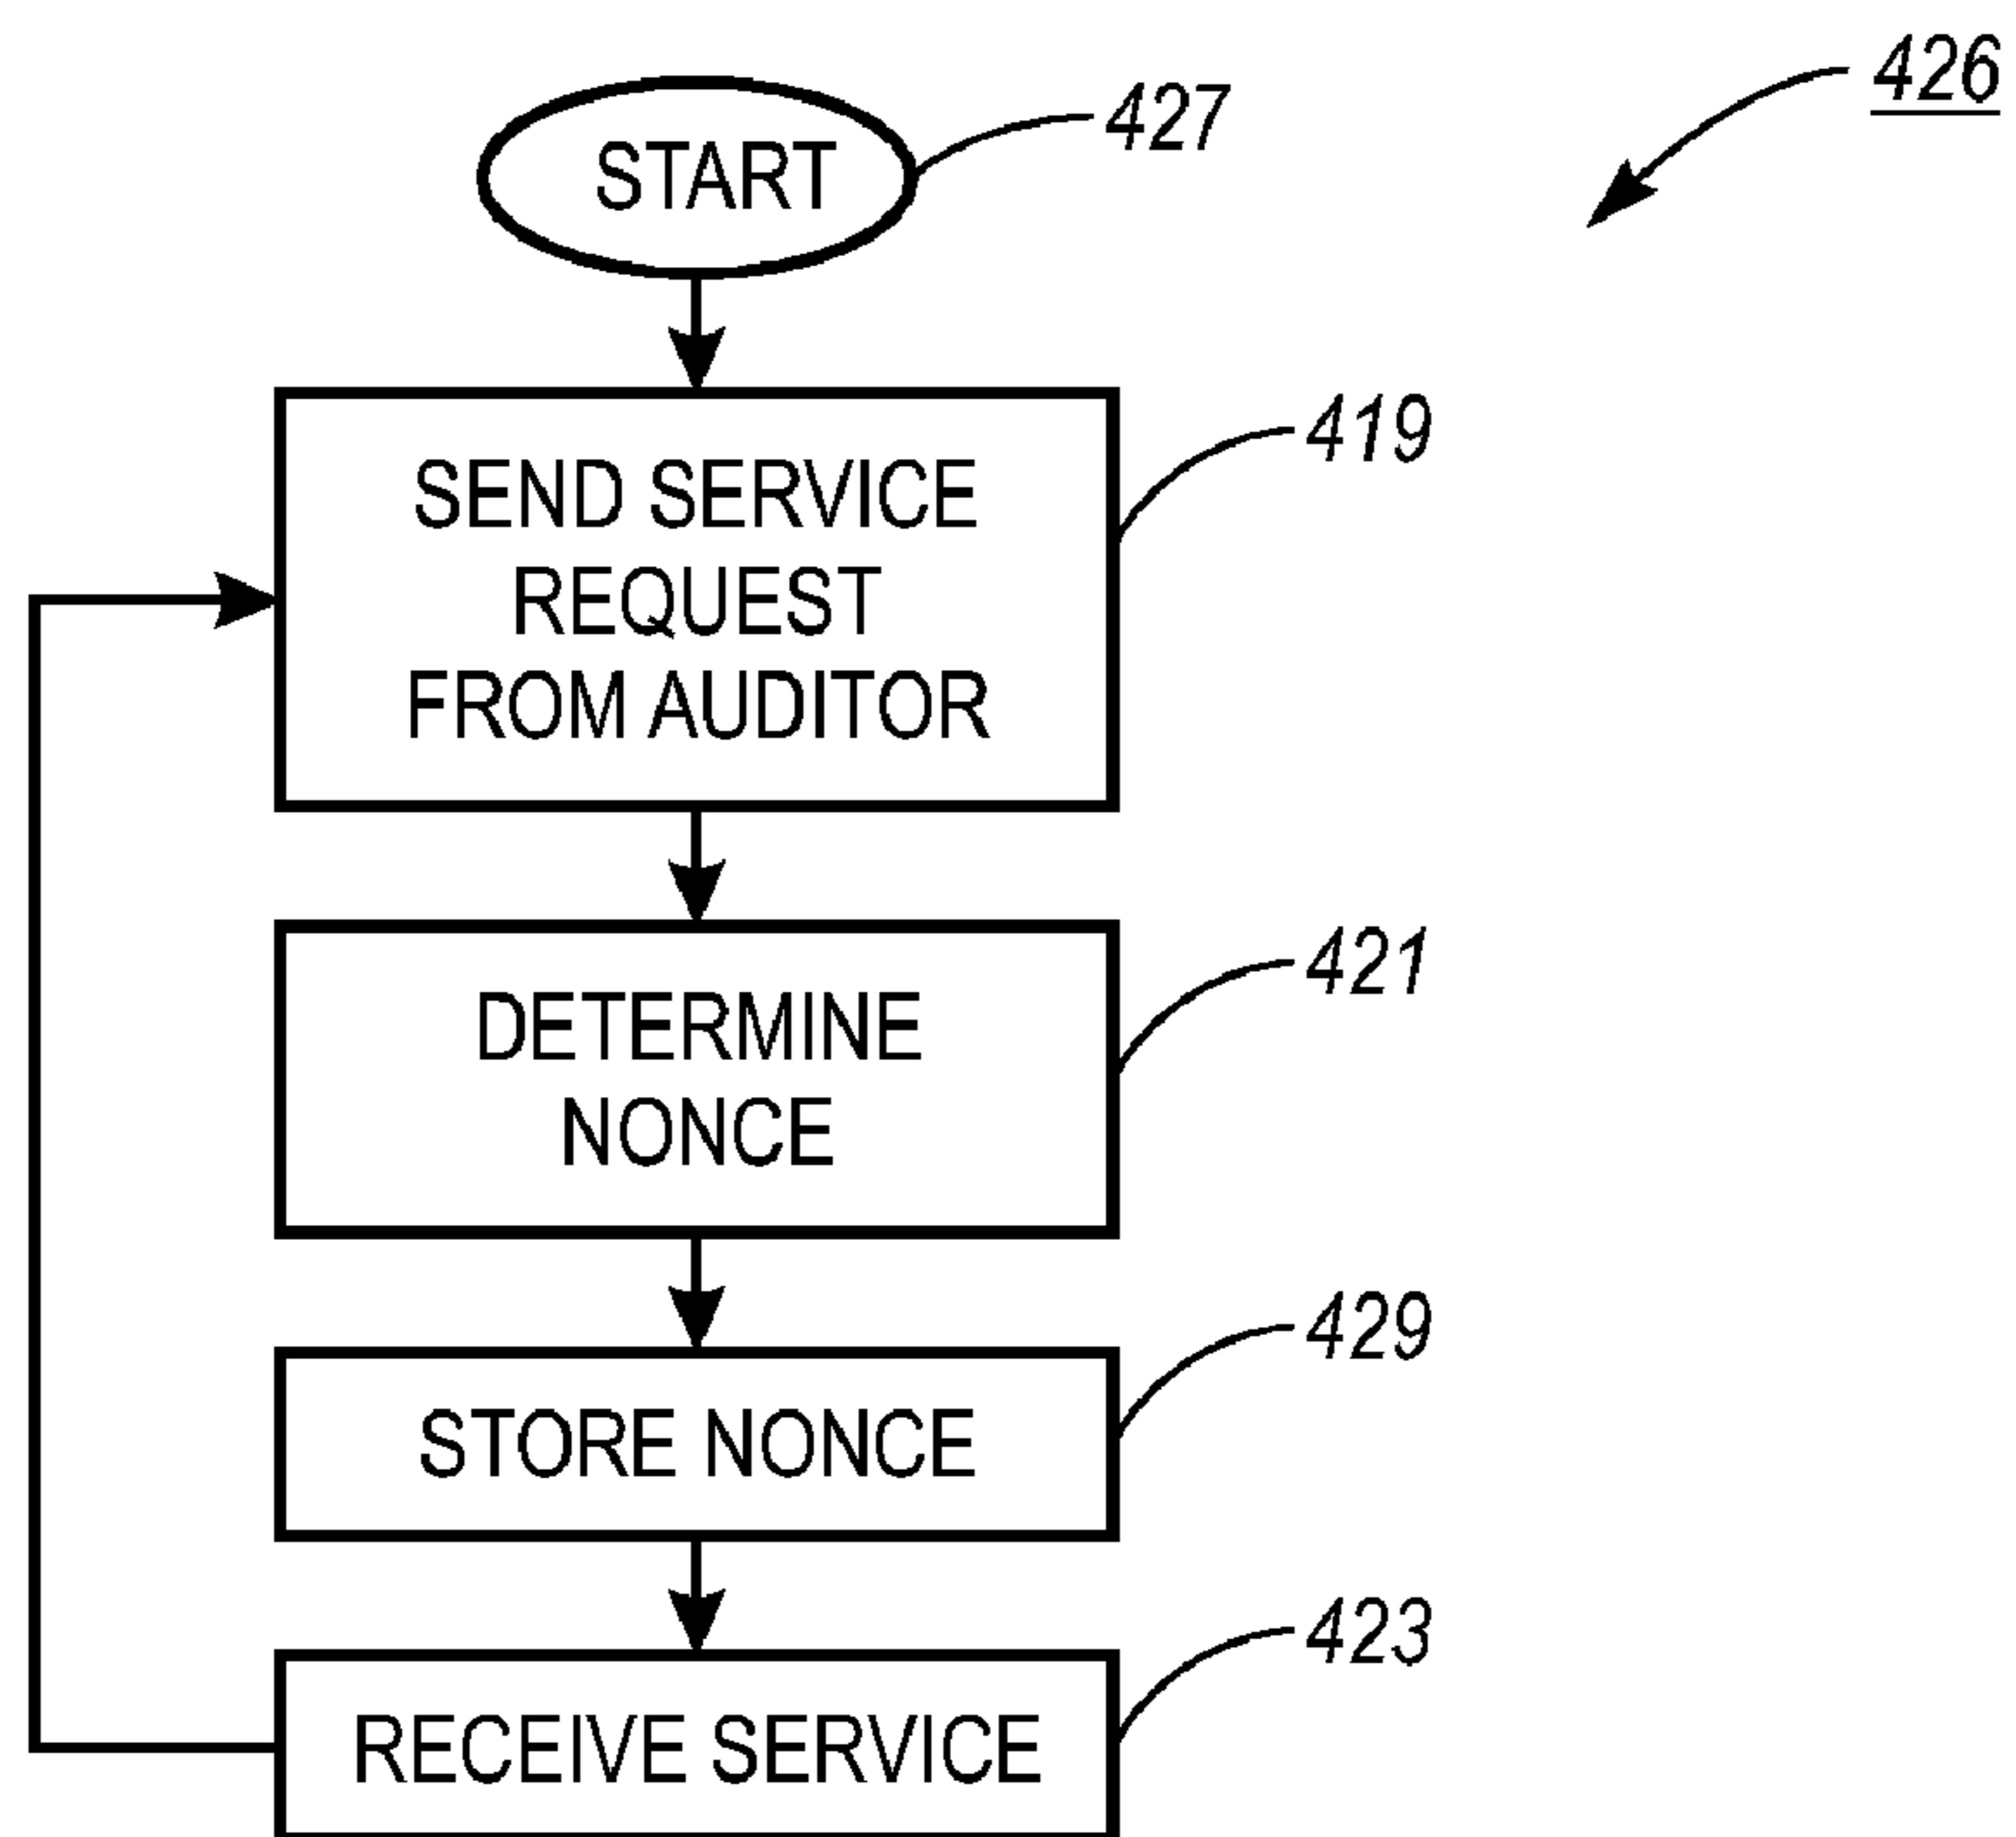 426
START
427
SEND SERVICE
REQUEST
FROM AUDITOR
419
DETERMINE
NONCE
421
STORE NONCE
429
RECEIVE SERVICE
423